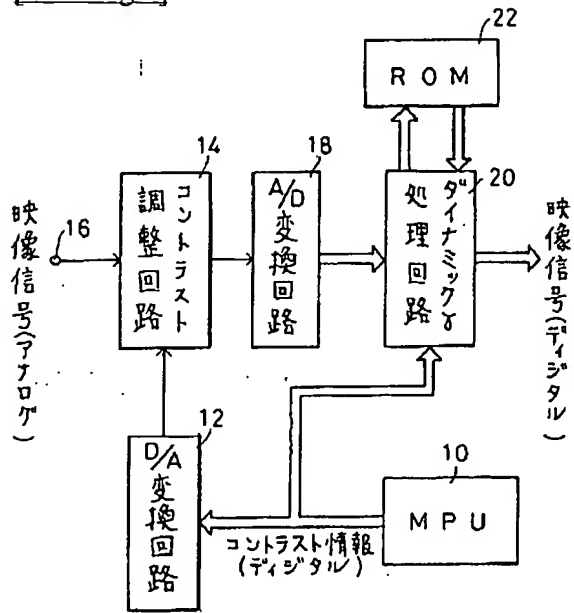 22
ROM
14
コントラスト
調整回路
18
A/D
変換回路
20
ダイナミックγ
処理回路
映像信号(アナログ)
16
映像信号(ディジタル)
12
D/A
変換回路
10
MPU
コントラスト情報
(ディジタル)